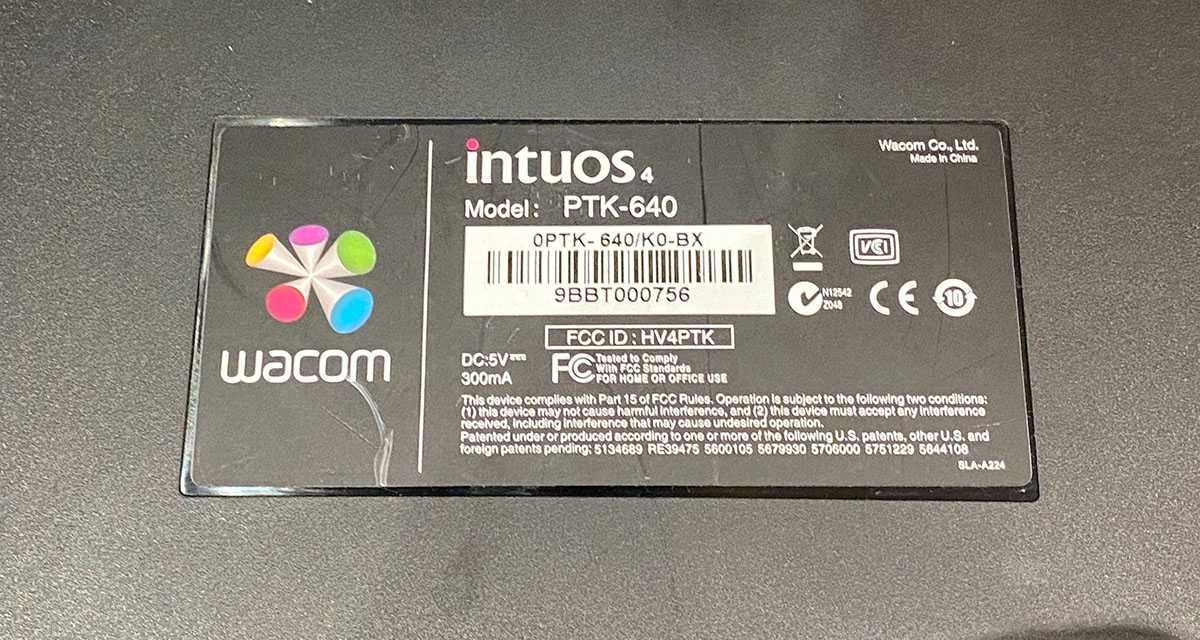 wacom
intuos4
Model: PTK-640
Wacom Co., Ltd.
Made in China
0PTK- 640/K0-BX
9BBT000756
VCI
N12542
Z048
CE
10
FCC ID : HV4PTK
DC:5V
300mA
FC Tested to Comply
With FCC Standards
FOR HOME OR OFFICE USE
This device complies with Part 15 of FCC Rules. Operation is subject to the following two conditions:
(1) this device may not cause harmful interference, and (2) this device must accept any interference
received, including interference that may cause undesired operation.
Patented under or produced according to one or more of the following U.S. patents, other U.S. and
foreign patents pending: 5134689 RE39475 5600105 5679930 5706000 5751229 5644108
SLA-A224